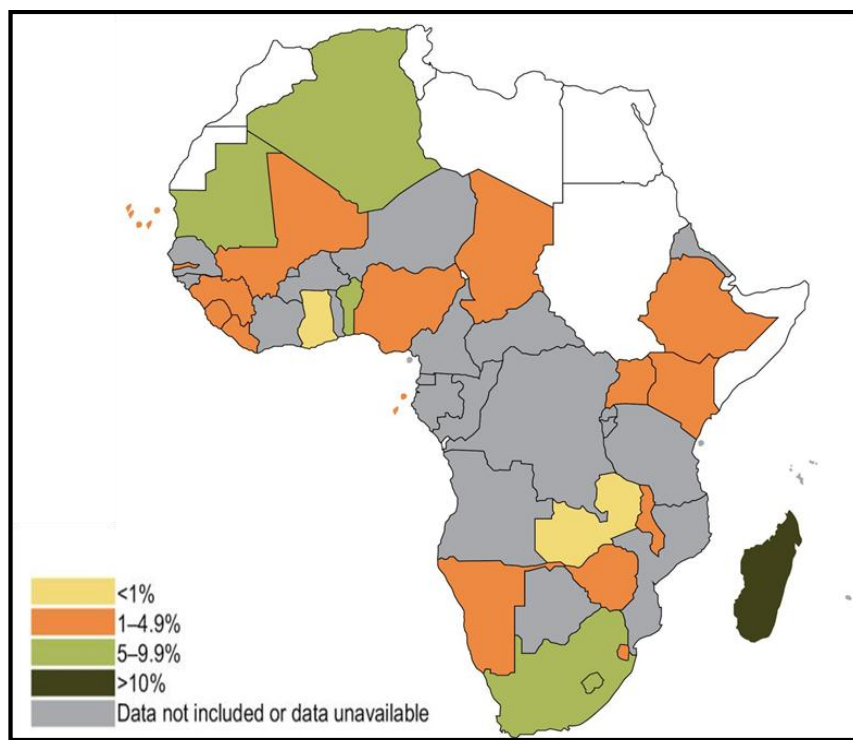 <1%
1–4.9%
5–9.9%
>10%
Data not included or data unavailable